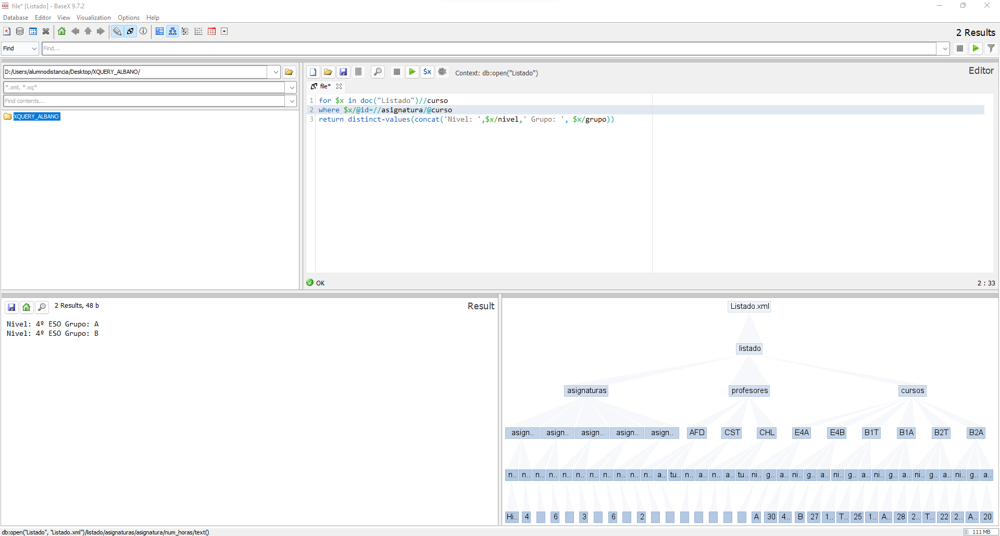 file* [Listado] - BaseX 9.7.2
Database Editor View Visualization Options Help
2 Results
Find Find...
D:/Users/alumnodistancia/Desktop/XQUERY_ALBANO/
*.xml, *.xq*
Find contents...
XQUERY_ALBANO
$x Context: db:open("Listado")
Editor
file*
1 for $x in doc("Listado")//curso
2 where $x/@id=//asignatura/@curso
3 return distinct-values(concat('Nivel: ',$x/nivel,' Grupo: ', $x/grupo))
OK
2 : 33
2 Results, 48 b
Result
Nivel: 4º ESO Grupo: A
Nivel: 4º ESO Grupo: B
Listado.xml
listado
asignaturas profesores cursos
asign.. asign.. asign.. asign.. asign.. AFD CST CHL E4A E4B B1T B1A B2T B2A
n.. n.. n.. n.. n.. n.. n.. n.. n.. n.. n.. a.. tu.. n.. a.. n.. a.. tu.. ni.. g.. a.. ni.. g.. a.. ni.. g.. a.. ni.. g.. a.. ni.. g.. a.. ni.. g.. a..
Hi.. 4 6 3 6 2 A 30 4.. B 27 1.. T.. 25 1.. A.. 28 2.. T.. 22 2.. A.. 20
db:open("Listado", "Listado.xml")/listado/asignaturas/asignatura/num_horas/text()
111 MB